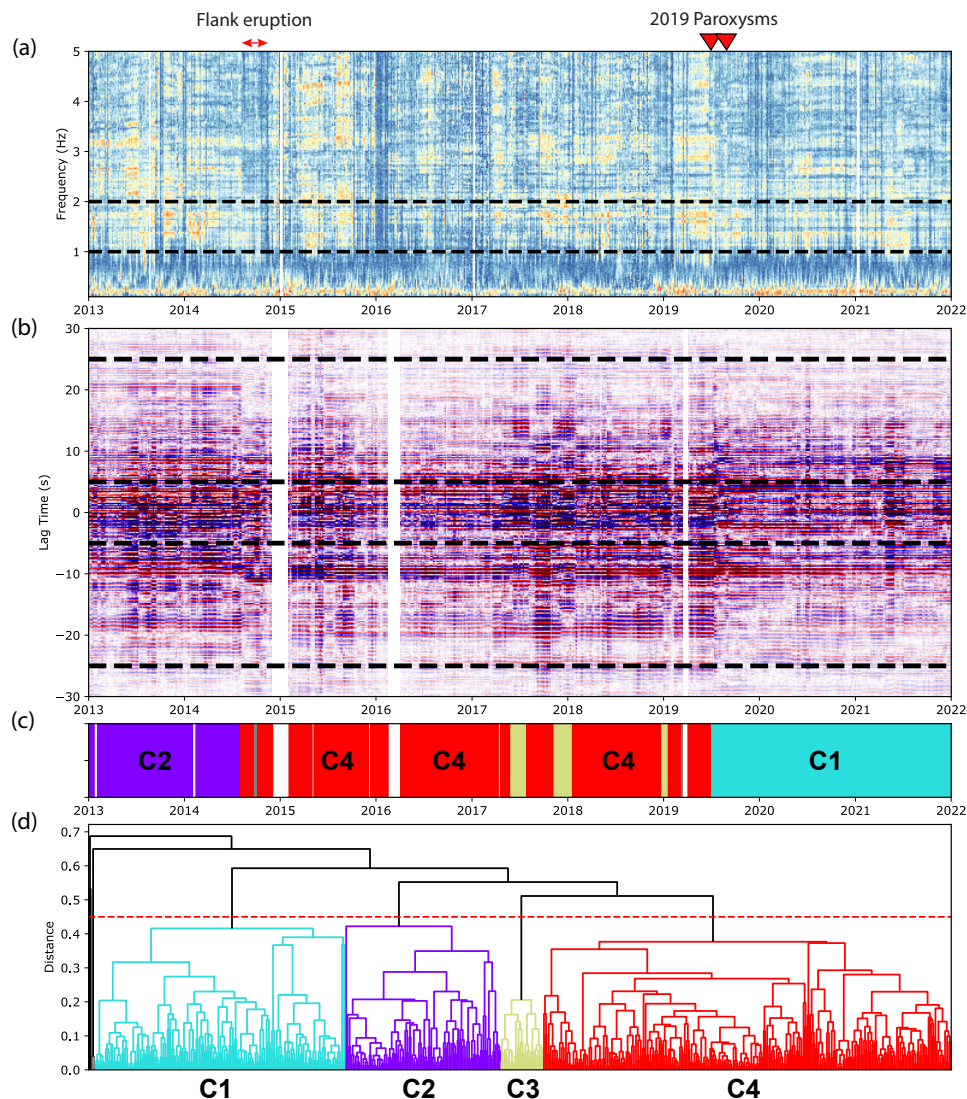 Flank eruption 2019 Paroxysms
(a)
5
4
3
2
1
Frequency (Hz)
2013 2014 2015 2016 2017 2018 2019 2020 2021 2022
(b)
30
20
10
0
−10
−20
−30
Lag Time (s)
2013 2014 2015 2016 2017 2018 2019 2020 2021 2022
(c)
C2 C4 C4 C4 C1
2013 2014 2015 2016 2017 2018 2019 2020 2021 2022
(d)
0.7
0.6
0.5
0.4
0.3
0.2
0.1
0.0
Distance
C1 C2 C3 C4